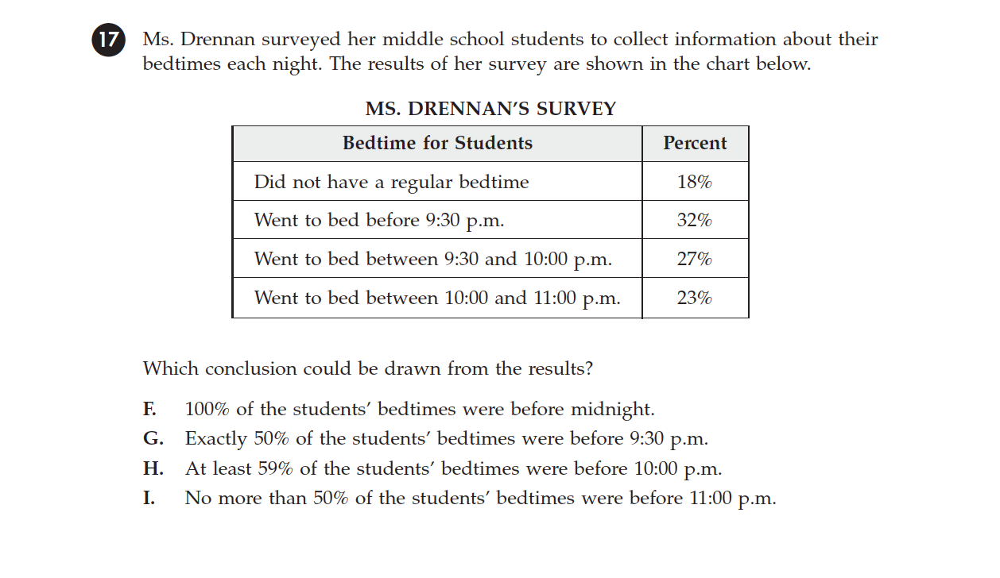 17 Ms. Drennan surveyed her middle school students to collect information about their
bedtimes each night. The results of her survey are shown in the chart below.
MS. DRENNAN'S SURVEY
Bedtime for Students Percent
Did not have a regular bedtime 18%
Went to bed before 9:30 p.m. 32%
Went to bed between 9:30 and 10:00 p.m. 27%
Went to bed between 10:00 and 11:00 p.m. 23%
Which conclusion could be drawn from the results?
F. 100% of the students' bedtimes were before midnight.
G. Exactly 50% of the students' bedtimes were before 9:30 p.m.
H. At least 59% of the students' bedtimes were before 10:00 p.m.
I. No more than 50% of the students' bedtimes were before 11:00 p.m.